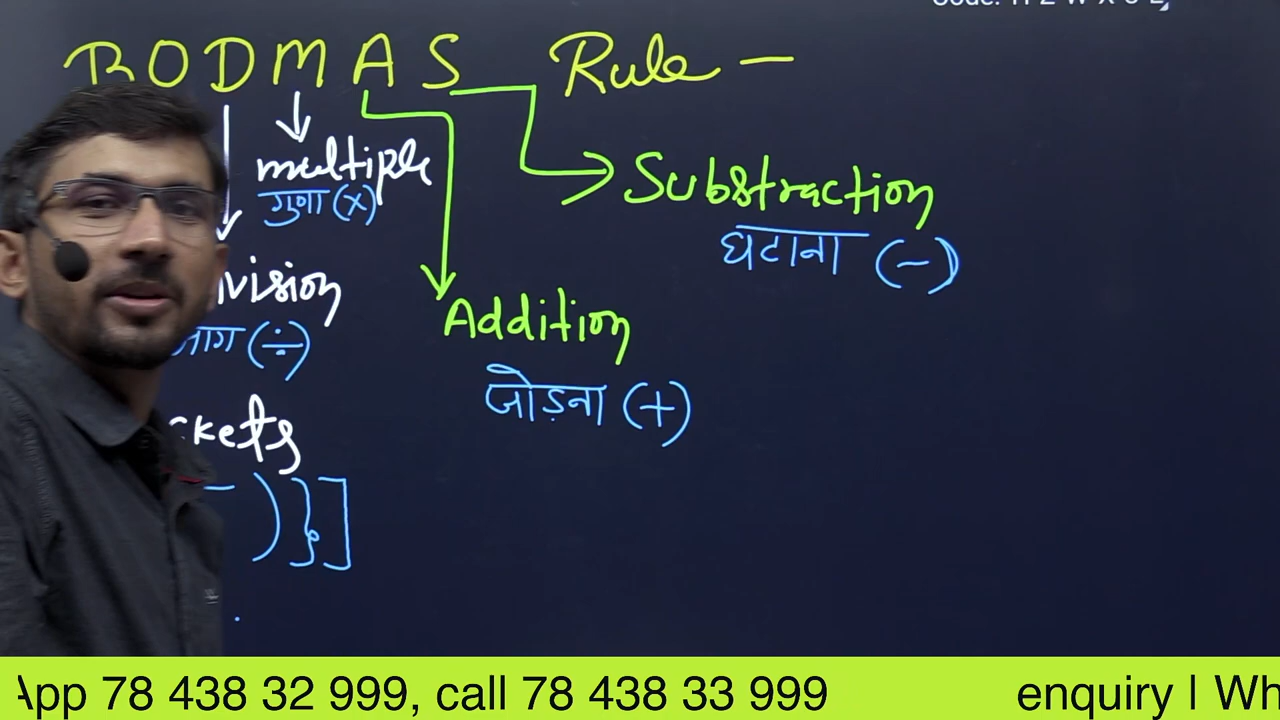 BODMAS Rule -
multiple
गुणा (×)
Substraction
घटाना (-)
ivision
भाग (÷)
Addition
जोड़ना (+)
ckets
- ) } ]
App 78 438 32 999, call 78 438 33 999 enquiry I Wh